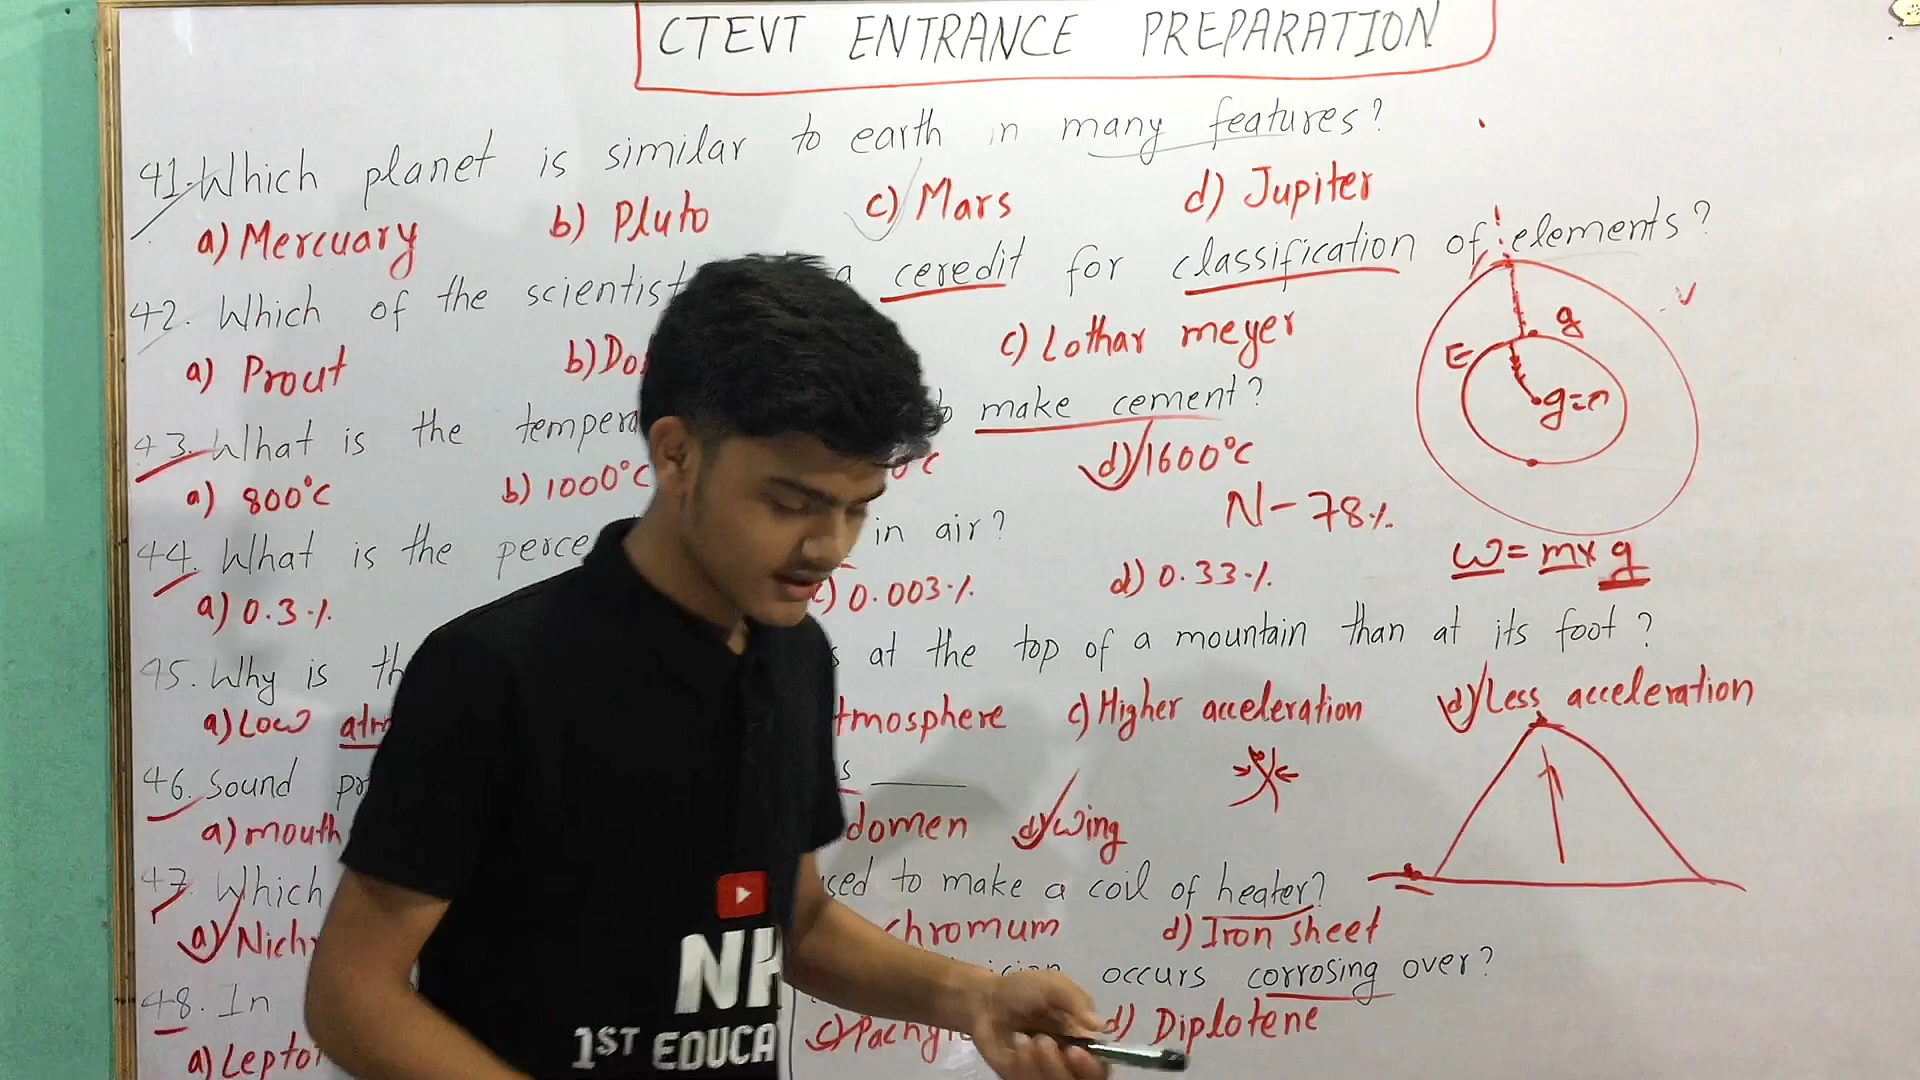 CTEVT ENTRANCE PREPARATION
41. Which planet is similar to earth in many features?
a) Mercuary b) Pluto c) Mars d) Jupiter
42. Which of the scientist a ceredit for classification of elements?
a) Prout b) Do c) Lothar meyer
43. What is the tempera to make cement?
a) 800°C b) 1000°C 0°C d) 1600°C
N - 78%
44. What is the perce in air?
a) 0.3% c) 0.003% d) 0.33%
45. Why is th s at the top of a mountain than at its foot?
a) Low atm tmosphere c) Higher acceleration d) Less acceleration
46. Sound pr s
a) mouth domen d) wing
47. Which used to make a coil of heater?
a) Nichr chromum d) Iron sheet
48. In occurs corrosing over?
a) Lepto c) Pachy d) Diplotene
E
g
g=
W = m x g
NH
1ST EDUCA